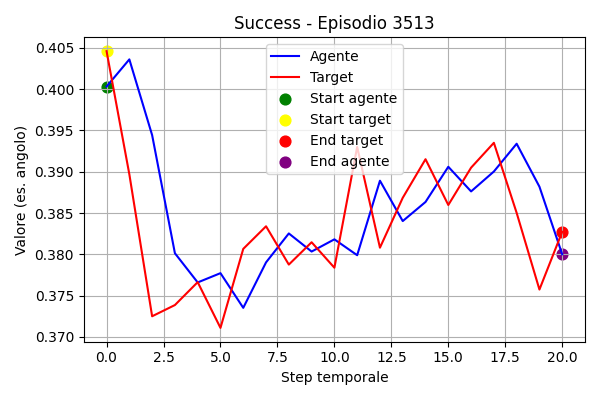 Success - Episodio 3513
Valore (es. angolo)
0.405
0.400
0.395
0.390
0.385
0.380
0.375
0.370
Agente
Target
Start agente
Start target
End target
End agente
0.0 2.5 5.0 7.5 10.0 12.5 15.0 17.5 20.0
Step temporale